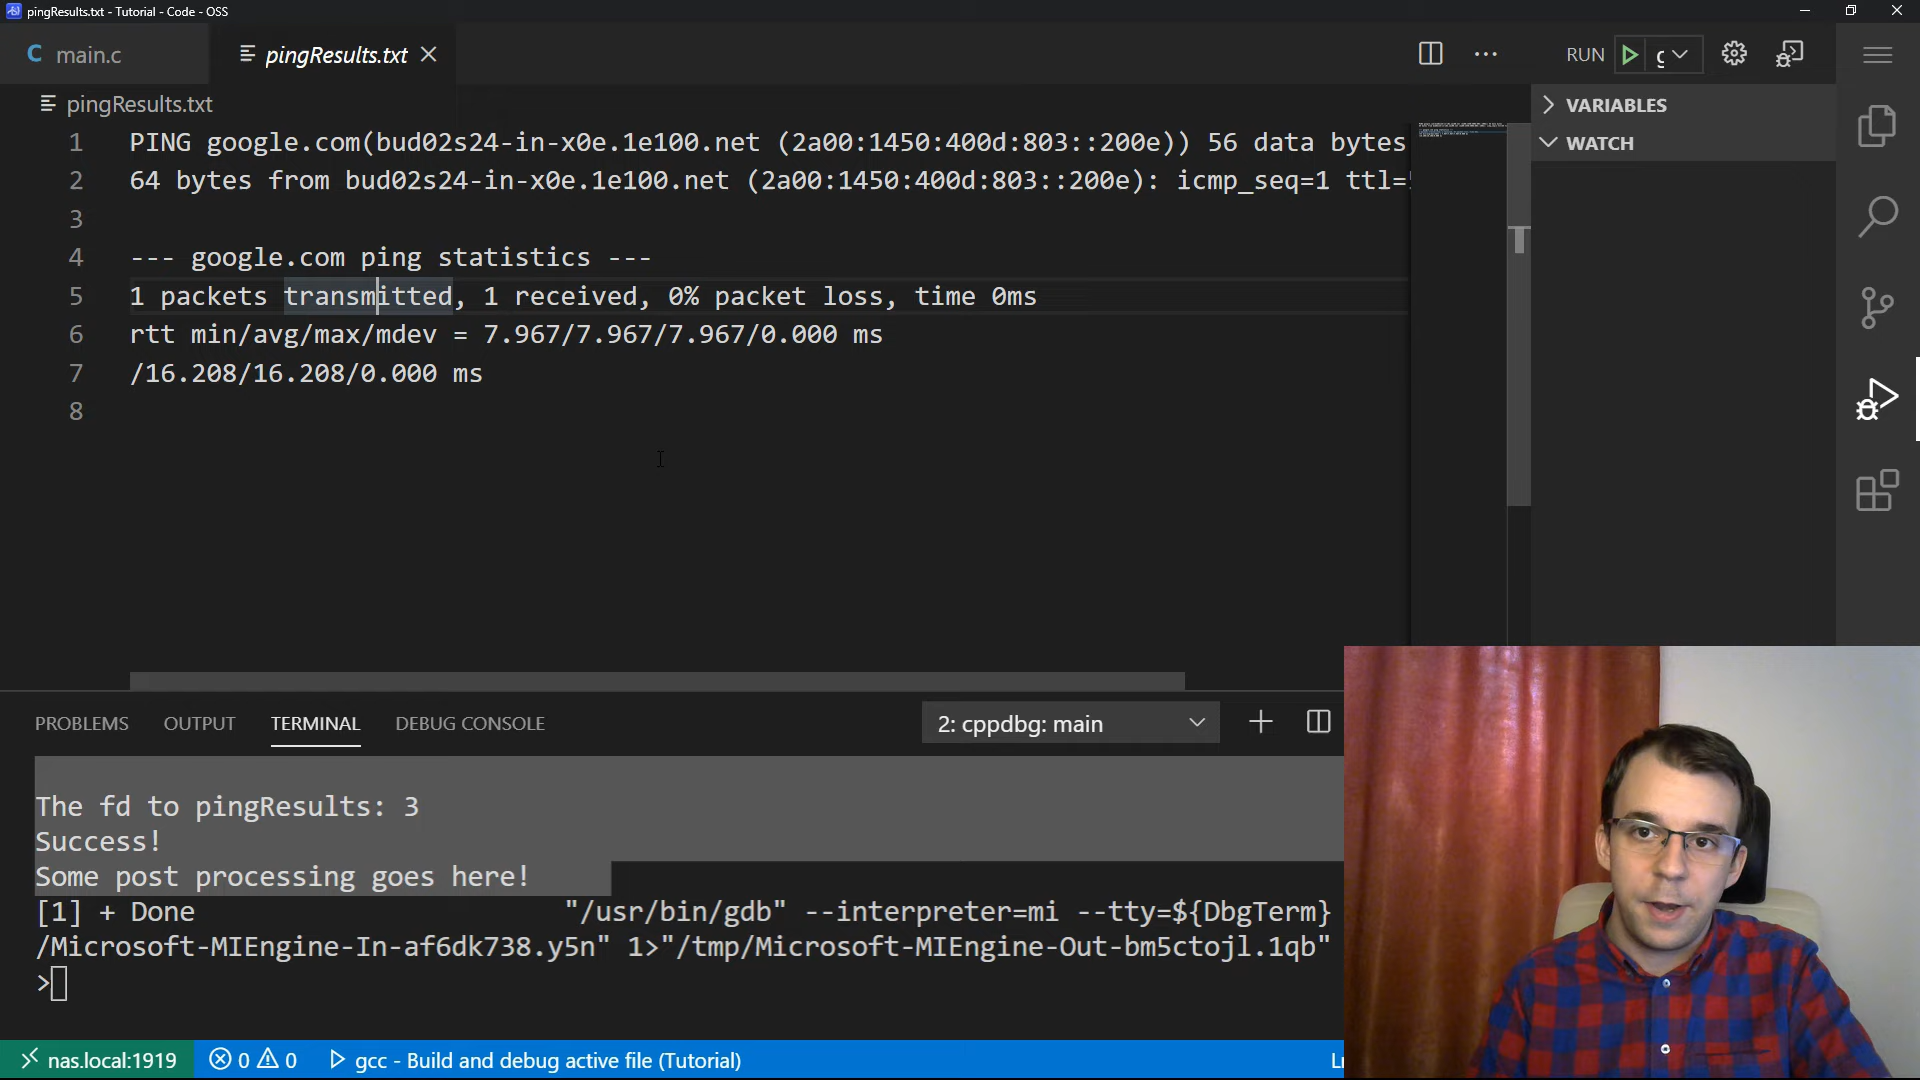 pingResults.txt - Tutorial - Code - OSS
C main.c
pingResults.txt
RUN
pingResults.txt
VARIABLES
WATCH
1 PING google.com(bud02s24-in-x0e.1e100.net (2a00:1450:400d:803::200e)) 56 data bytes
2 64 bytes from bud02s24-in-x0e.1e100.net (2a00:1450:400d:803::200e): icmp_seq=1 ttl=
3
4 --- google.com ping statistics ---
5 1 packets transmitted, 1 received, 0% packet loss, time 0ms
6 rtt min/avg/max/mdev = 7.967/7.967/7.967/0.000 ms
7 /16.208/16.208/0.000 ms
8
PROBLEMS OUTPUT TERMINAL DEBUG CONSOLE
2: cppdbg: main
The fd to pingResults: 3
Success!
Some post processing goes here!
[1] + Done "/usr/bin/gdb" --interpreter=mi --tty=${DbgTerm}
/Microsoft-MIEngine-In-af6dk738.y5n" 1>"/tmp/Microsoft-MIEngine-Out-bm5ctojl.1qb"
>
nas.local:1919 0 0 gcc - Build and debug active file (Tutorial)